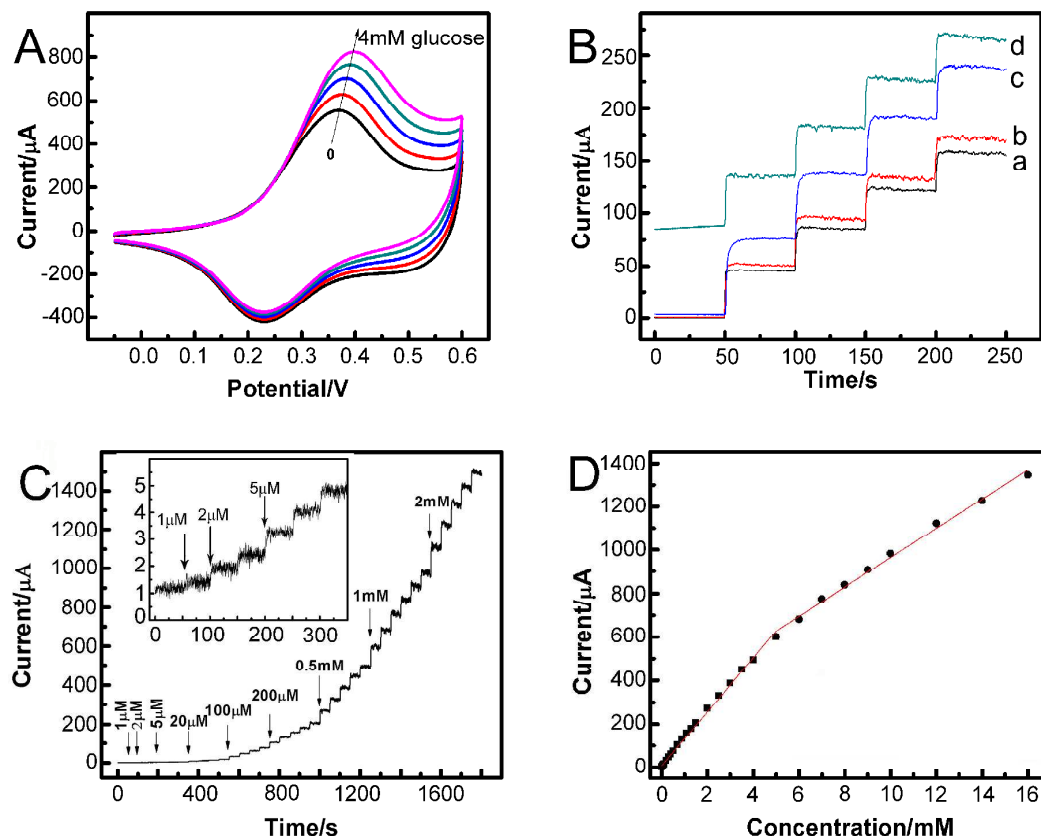 A
4mM glucose
0
800
600
400
200
0
-200
-400
Current/μA
0.0 0.1 0.2 0.3 0.4 0.5 0.6
Potential/V
B
d
c
b
a
250
200
150
100
50
0
Current/μA
0 50 100 150 200 250
Time/s
C
1400
1200
1000
800
600
400
200
0
Current/μA
5
4
3
2
1
1μM
2μM
5μM
0 100 200 300
2mM
1mM
0.5mM
200μM
100μM
20μM
5μM
2μM
1μM
0 400 800 1200 1600
Time/s
D
1400
1200
1000
800
600
400
200
0
Current/μA
0 2 4 6 8 10 12 14 16
Concentration/mM